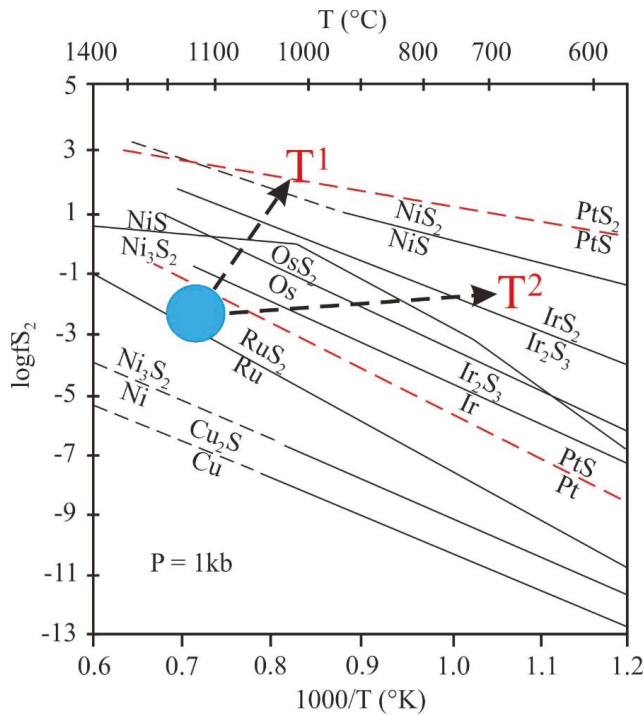 T (°C)
1400 1100 1000 800 700 600
5
3
1
-1
-3
-5
-7
-9
-11
-13
logfS₂
T¹
T²
NiS₂
NiS
PtS₂
PtS
NiS
Ni₃S₂
OsS₂
Os
IrS₂
Ir₂S₃
RuS₂
Ru
Ir₂S₃
Ir
Ni₃S₂
Ni
Cu₂S
Cu
PtS
Pt
P = 1kb
0.6 0.7 0.8 0.9 1.0 1.1 1.2
1000/T (°K)